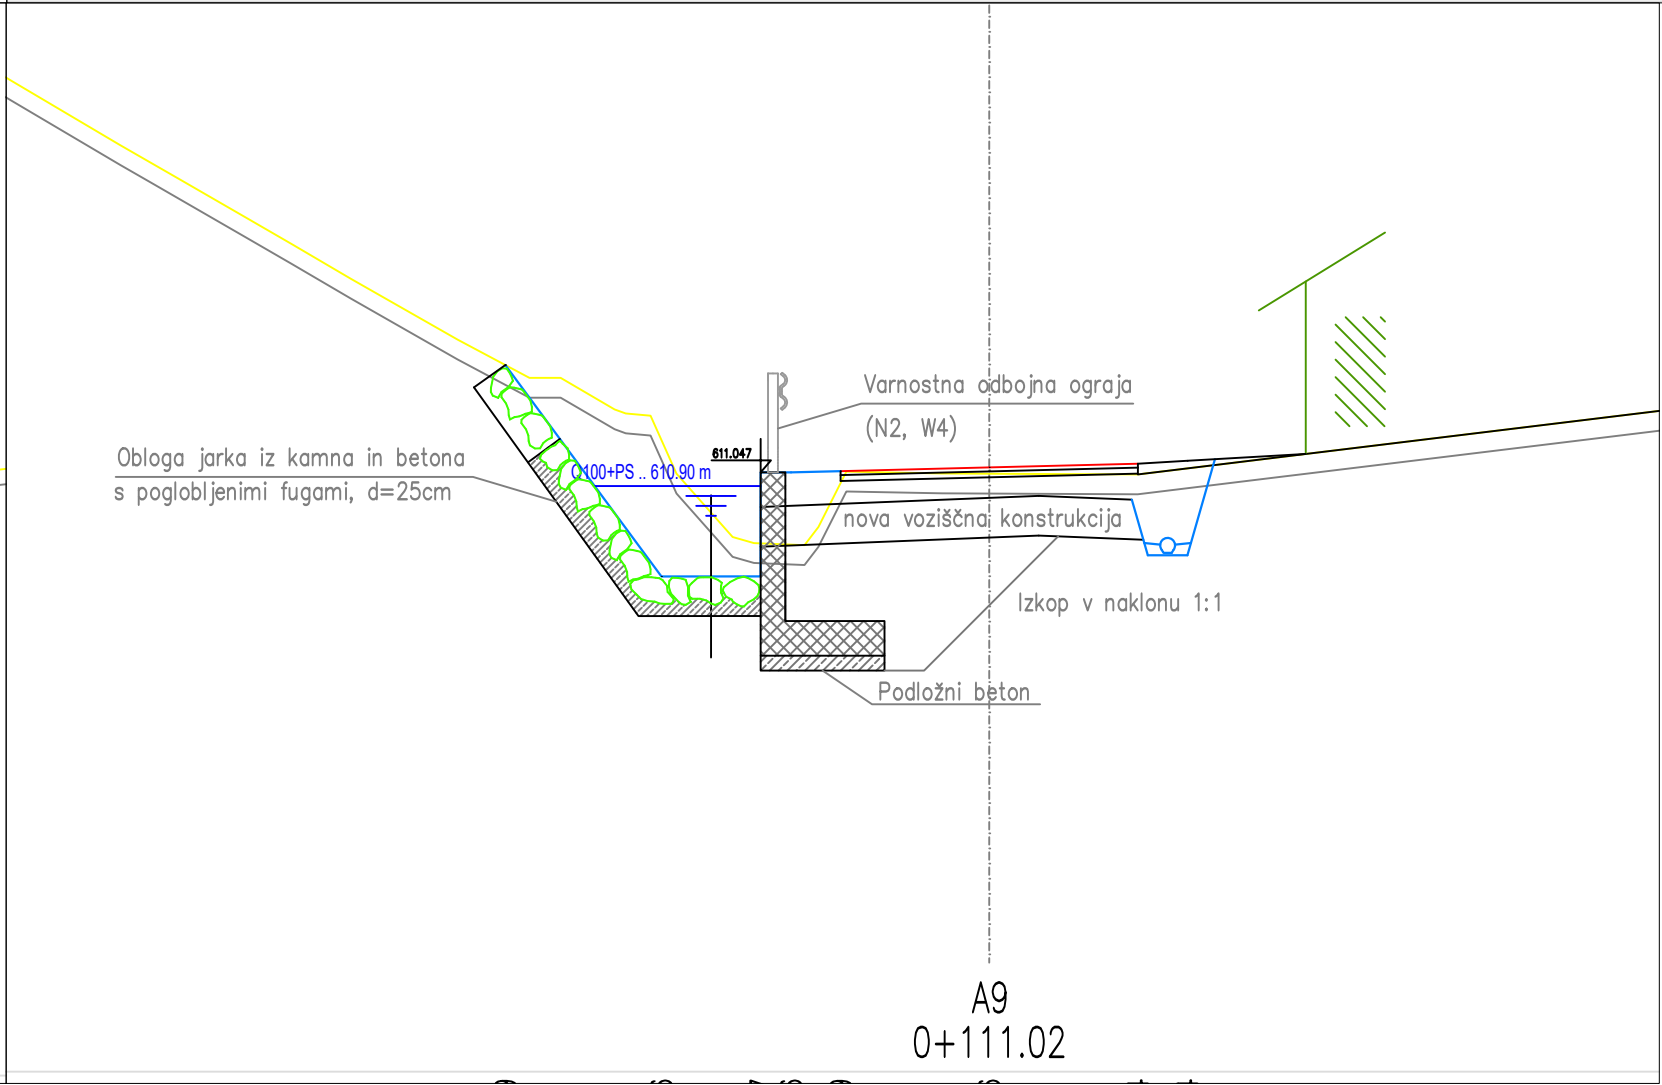 Varnostna odbojna ograja
(N2, W4)
611.047
Obloga jarka iz kamna in betona
s poglobljenimi fugami, d=25cm
Q100+PS .. 610.90 m
nova voziščna konstrukcija
Izkop v naklonu 1:1
Podložni beton
A9
0+111.02